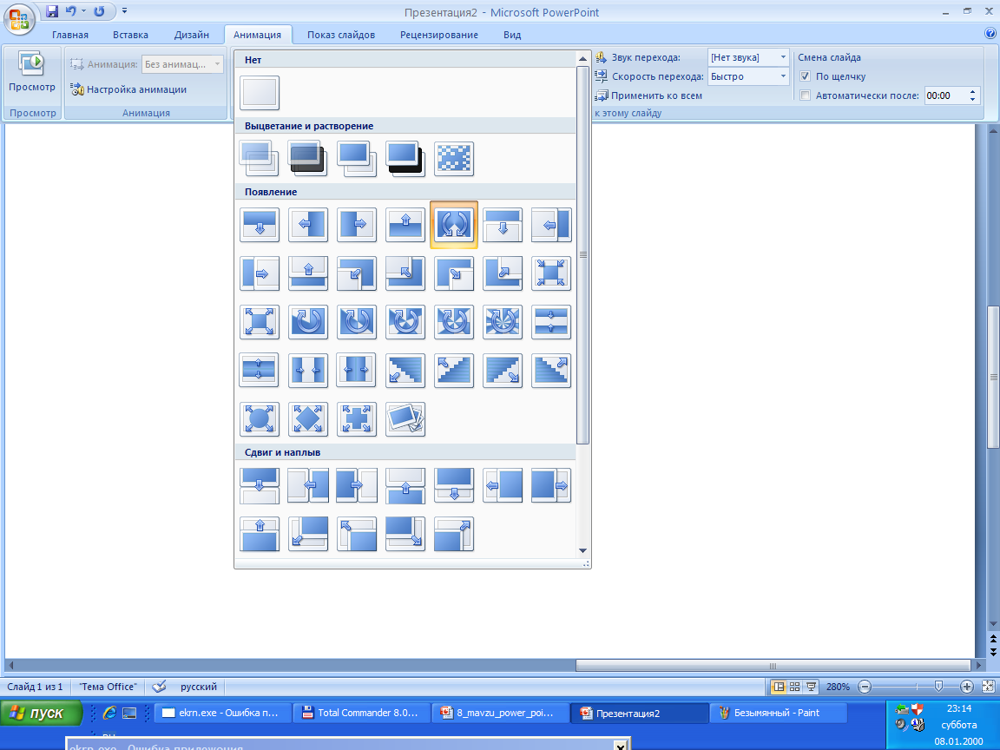 Презентация2 - Microsoft PowerPoint
Главная Вставка Дизайн Анимация Показ слайдов Рецензирование Вид
Просмотр
Просмотр
Анимация: Без анимац...
Настройка анимации
Анимация
Нет
Выцветание и растворение
Появление
Сдвиг и наплыв
Звук перехода: [Нет звука]
Скорость перехода: Быстро
Применить ко всем
к этому слайду
Смена слайда
По щелчку
Автоматически после: 00:00
Слайд 1 из 1 "Тема Office" русский 280%
пуск ekrn.exe - Ошибка п... Total Commander 8.0... 8_mavzu_power_poi... Презентация2 Безымянный - Paint
23:14
суббота
08.01.2000
ekrn.exe - Ошибка приложения